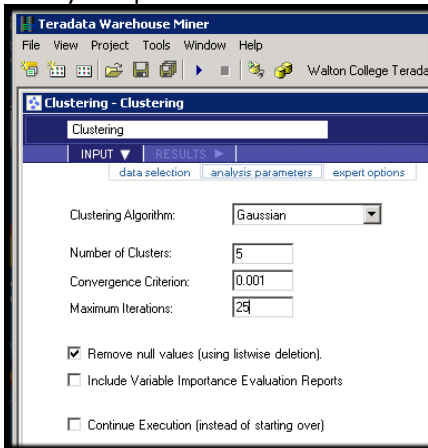 Teradata Warehouse Miner
File View Project Tools Window Help
Walton College Terada
Clustering - Clustering
Clustering
INPUT ▼ RESULTS ►
data selection analysis parameters expert options
Clustering Algorithm: Gaussian
Number of Clusters: 5
Convergence Criterion: 0.001
Maximum Iterations: 25
Remove null values (using listwise deletion).
Include Variable Importance Evaluation Reports
Continue Execution (instead of starting over)